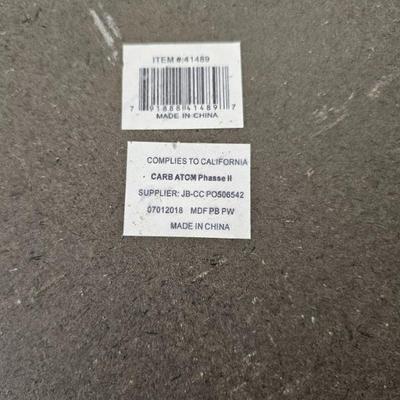 ITEM #:41489
7 91888 41489 7
MADE IN CHINA
COMPLIES TO CALIFORNIA
CARB ATCM Phasse II
SUPPLIER: JB-CC PO506542
07012018 MDF PB PW
MADE IN CHINA